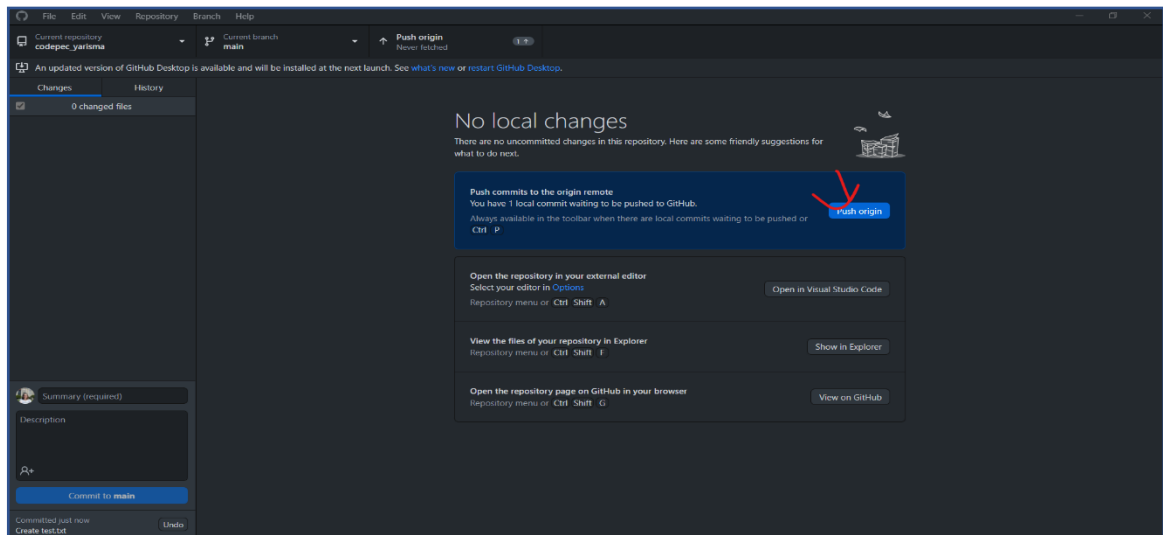 File Edit View Repository Branch Help
Current repository
codepec_yarisma
Current branch
main
Push origin
Never fetched
1
An updated version of GitHub Desktop is available and will be installed at the next launch. See what's new or restart GitHub Desktop.
Changes History
0 changed files
No local changes
There are no uncommitted changes in this repository. Here are some friendly suggestions for
what to do next.
Push commits to the origin remote
You have 1 local commit waiting to be pushed to GitHub.
Always available in the toolbar when there are local commits waiting to be pushed or
Ctrl P
Push origin
Open the repository in your external editor
Select your editor in Options
Repository menu or Ctrl Shift A
Open in Visual Studio Code
View the files of your repository in Explorer
Repository menu or Ctrl Shift F
Show in Explorer
Open the repository page on GitHub in your browser
Repository menu or Ctrl Shift G
View on GitHub
Summary (required)
Description
Commit to main
Committed just now
Create test.txt
Undo